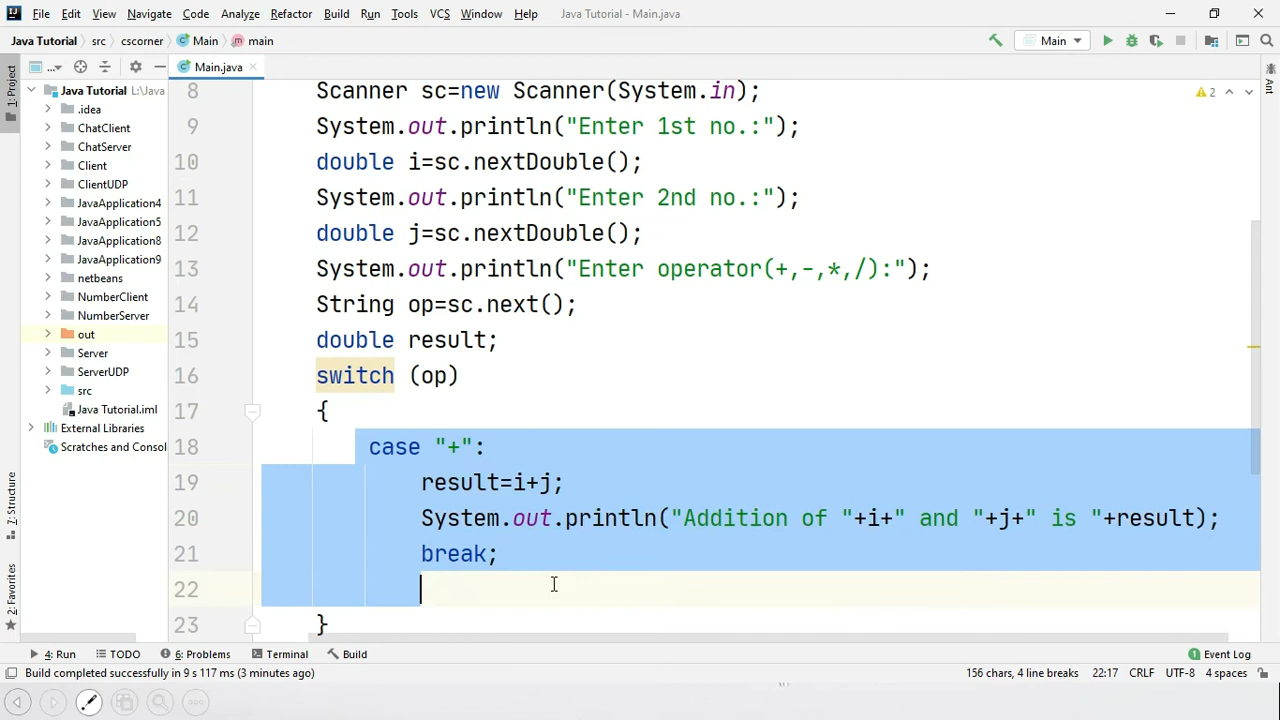 File Edit View Navigate Code Analyze Refactor Build Run Tools VCS Window Help Java Tutorial - Main.java
Java Tutorial src cscorner Main main Main
1: Project
... Main.java
Ant
Java Tutorial L:\Java
.idea
ChatClient
ChatServer
Client
ClientUDP
JavaApplication4
JavaApplication5
JavaApplication8
JavaApplication9
netbeans
NumberClient
NumberServer
out
Server
ServerUDP
src
Java Tutorial.iml
External Libraries
Scratches and Consol
7: Structure
2: Favorites
2
8 Scanner sc=new Scanner(System.in);
9 System.out.println("Enter 1st no.:");
10 double i=sc.nextDouble();
11 System.out.println("Enter 2nd no.:");
12 double j=sc.nextDouble();
13 System.out.println("Enter operator(+,-,*,/):");
14 String op=sc.next();
15 double result;
16 switch (op)
17 {
18 case "+":
19 result=i+j;
20 System.out.println("Addition of "+i+" and "+j+" is "+result);
21 break;
22
23 }
4: Run TODO 6: Problems Terminal Build 1 Event Log
Build completed successfully in 9 s 117 ms (3 minutes ago) 156 chars, 4 line breaks 22:17 CRLF UTF-8 4 spaces